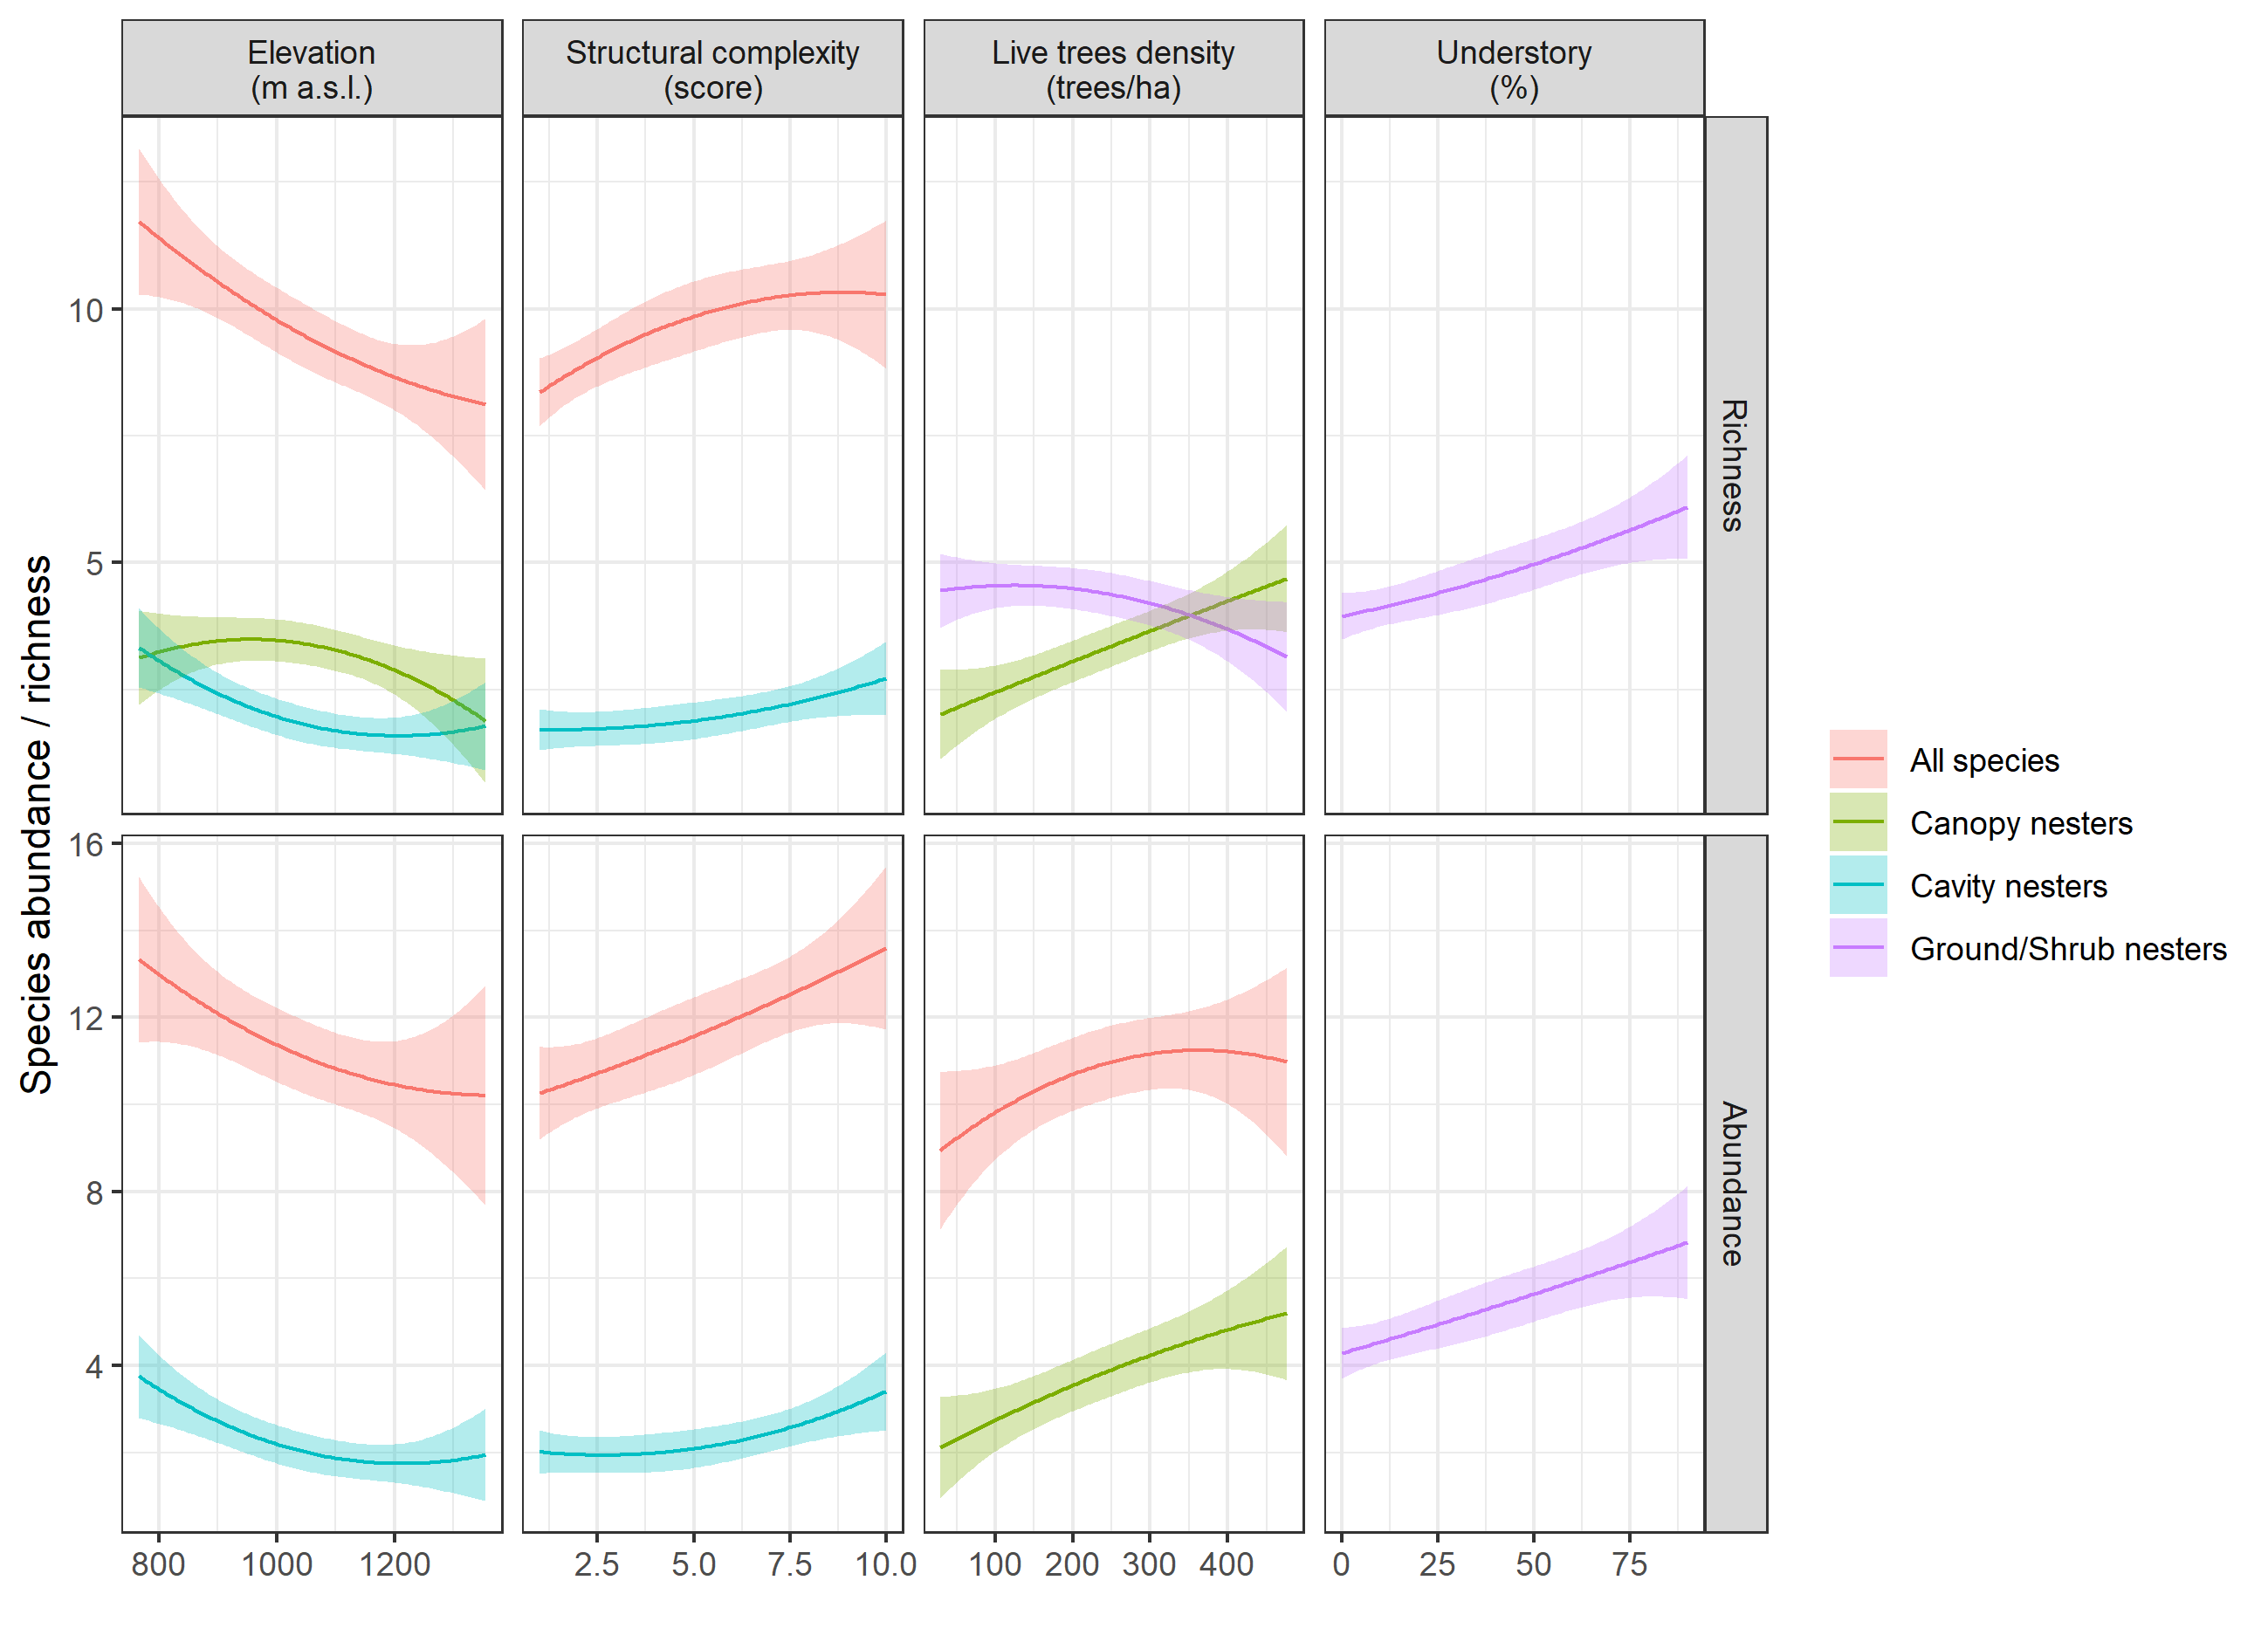 Elevation
(m a.s.l.)
Structural complexity
(score)
Live trees density
(trees/ha)
Understory
(%)
10
5
Richness
16
12
8
4
Abundance
Species abundance / richness
800 1000 1200
2.5 5.0 7.5 10.0
100 200 300 400
0 25 50 75
All species
Canopy nesters
Cavity nesters
Ground/Shrub nesters